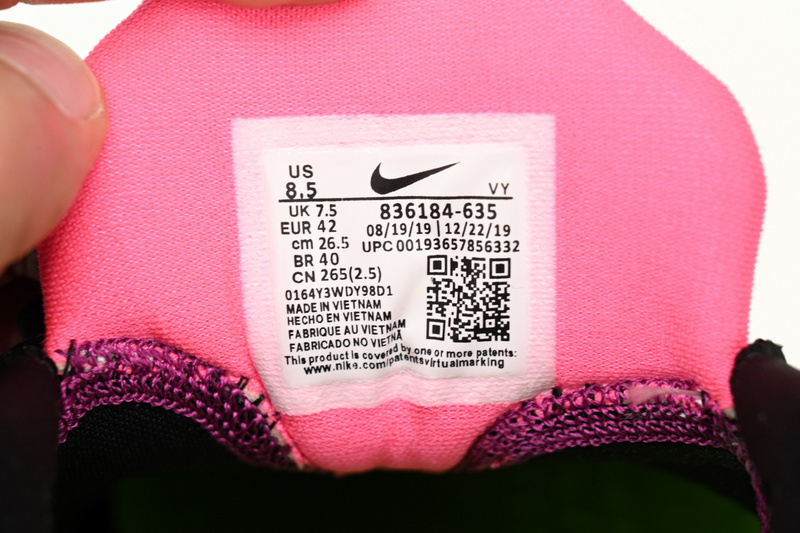 US
8.5
VY
UK 7.5
EUR 42
cm 26.5
BR 40
CN 265(2.5)
836184-635
08/19/19 | 12/22/19
UPC 00193657856332
0164Y3WDY98D1
MADE IN VIETNAM
HECHO EN VIETNAM
FABRIQUE AU VIETNAM
FABRICADO NO VIETNÃ
This product is covered by one or more patents:
www.nike.com/patentsvirtualmarking